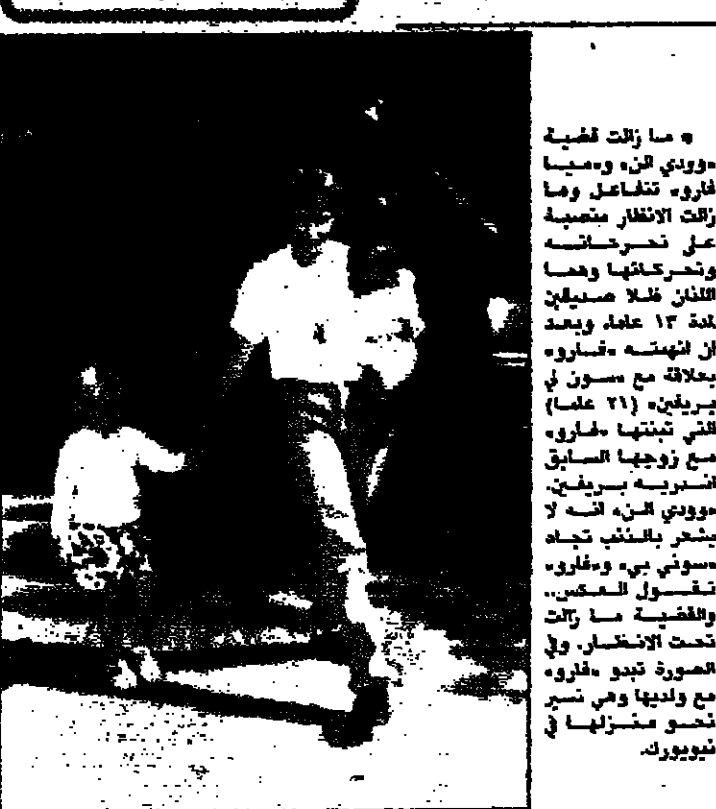 ● ما زالت قضية
«وودي الن» و«ميا
فارو» تتفاعل وما
زالت الانظار منصبة
على تحركاته
وتحركاتها وهما
اللذان ظلا صديقين
لمدة ١٣ عاما، وبعد
ان اتهمته «فارو»
بعلاقة مع «سون لي
بريفين» (٢١ عاما)
التي تبنتها «فارو»
مع زوجها السابق
اندريه بريفين.
«وودي الن» انه لا
يشعر بالذنب تجاه
«سوني بي» و«فارو»
تقول العكس..
والقضية ما زالت
تحت الانظار. وفي
الصورة تبدو «فارو»
مع ولديها وهي تسير
نحو منزلها في
نيويورك.